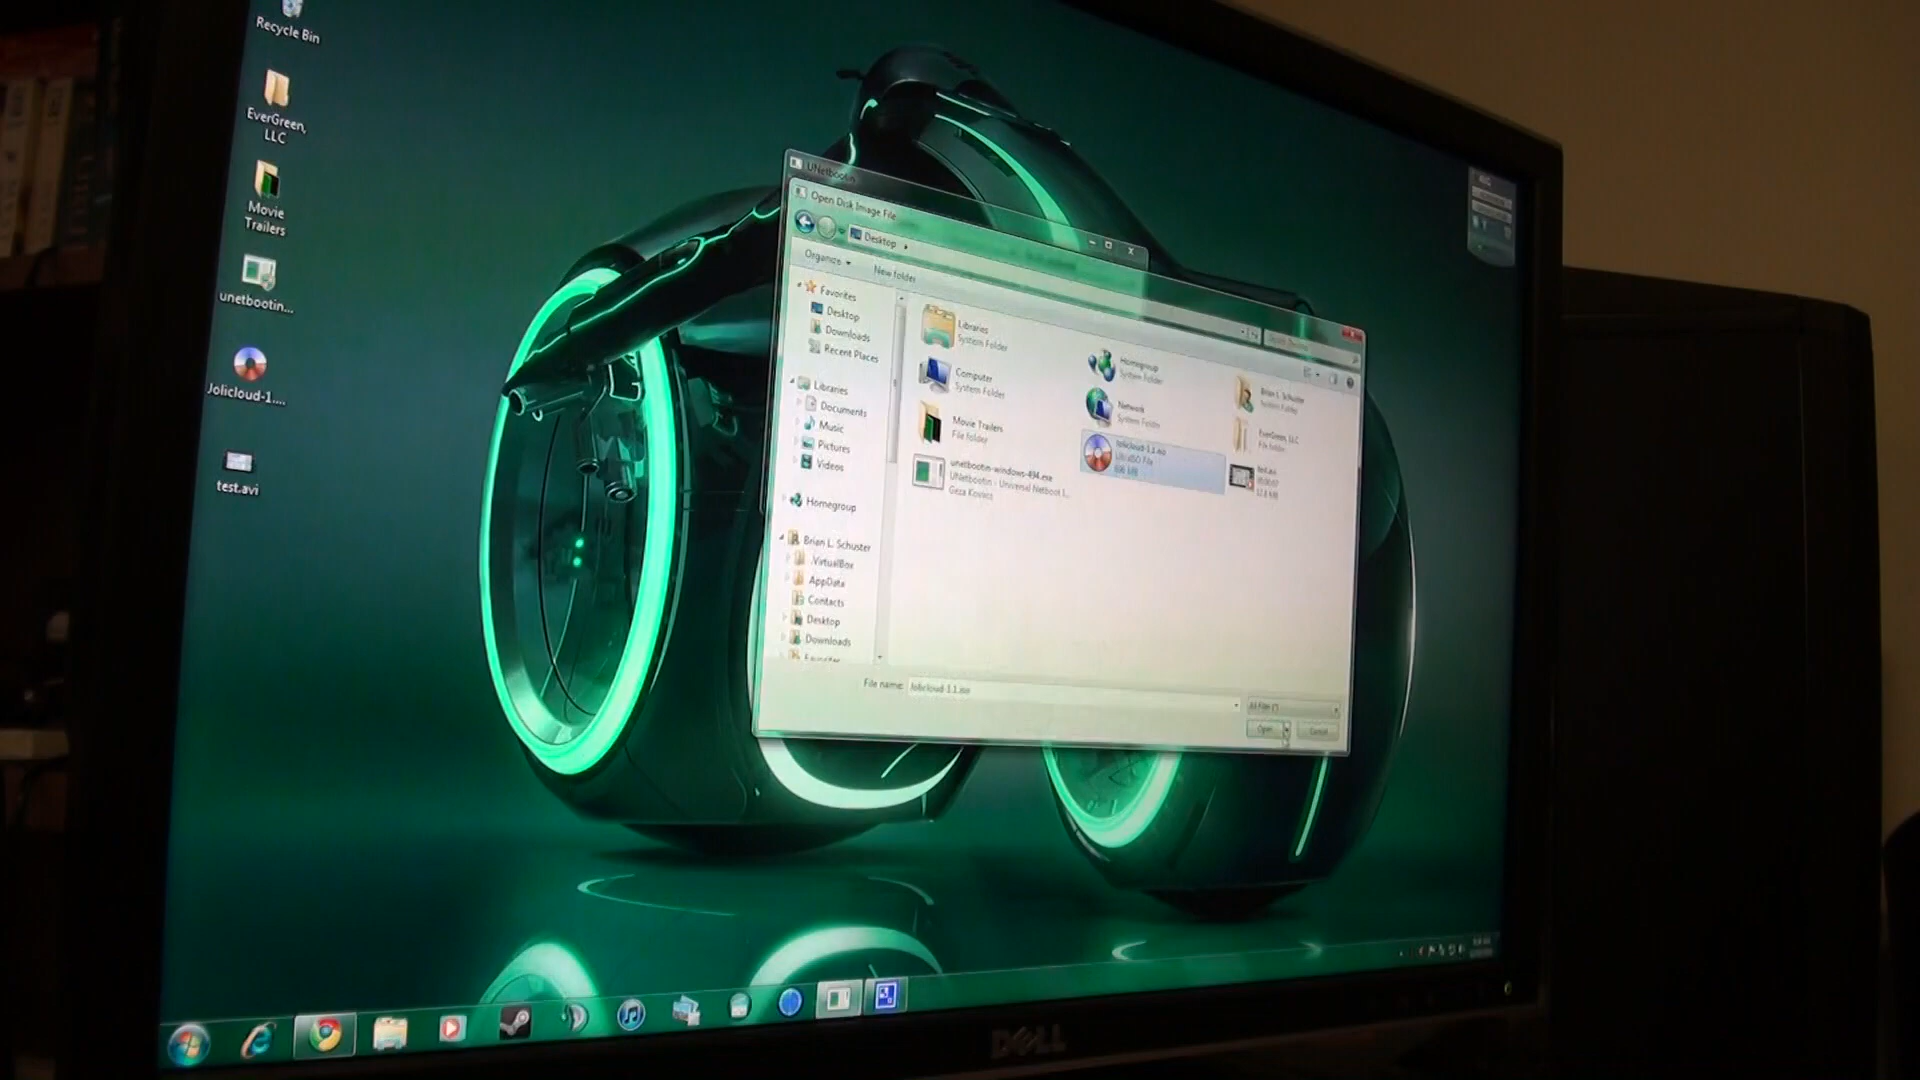 Recycle Bin
EverGreen,
LLC
Movie
Trailers
unetbootin...
Jolicloud-1....
test.avi
UNetbootin
Open Disk Image File
Desktop
Organize
New folder
Favorites
Desktop
Downloads
Recent Places
Libraries
Documents
Music
Pictures
Videos
Homegroup
Brian L. Schuster
.VirtualBox
AppData
Contacts
Desktop
Downloads
Favorites
Libraries
System Folder
Homegroup
System Folder
Brian L. Schuster
System Folder
Computer
System Folder
Network
System Folder
EverGreen, LLC
File folder
Movie Trailers
File folder
Jolicloud-1.1.iso
UltraISO File
test.avi
unetbootin-windows-494.exe
UNetbootin - Universal Netboot I...
Geza Kovacs
File name:
Jolicloud-1.1.iso
All Files (*)
Open
Cancel
DELL